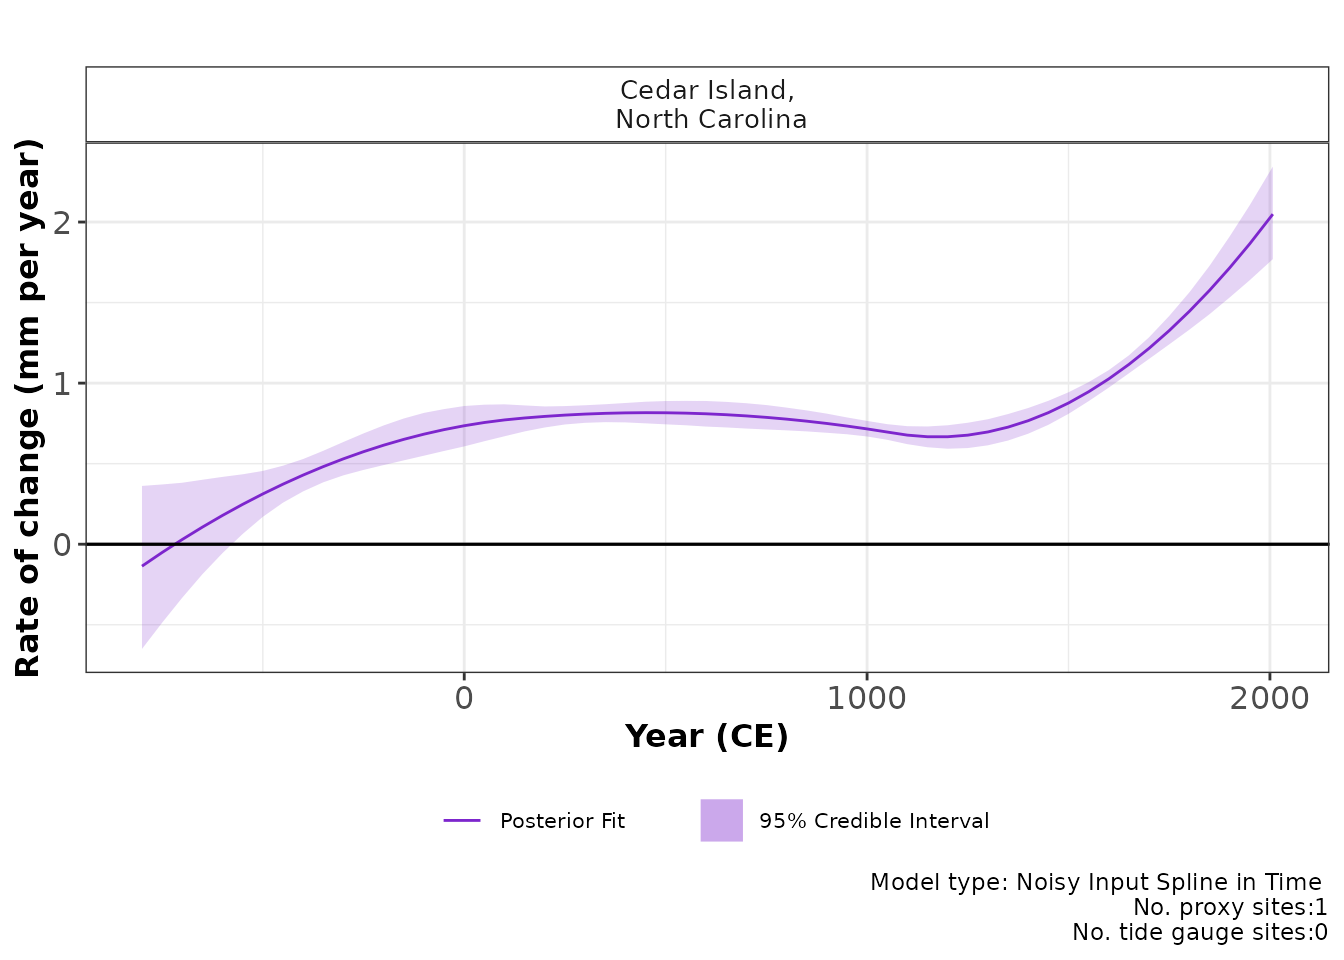 Cedar Island,
North Carolina
Rate of change (mm per year)
2
1
0
0
1000
2000
Year (CE)
Posterior Fit
95% Credible Interval
Model type: Noisy Input Spline in Time
No. proxy sites:1
No. tide gauge sites:0